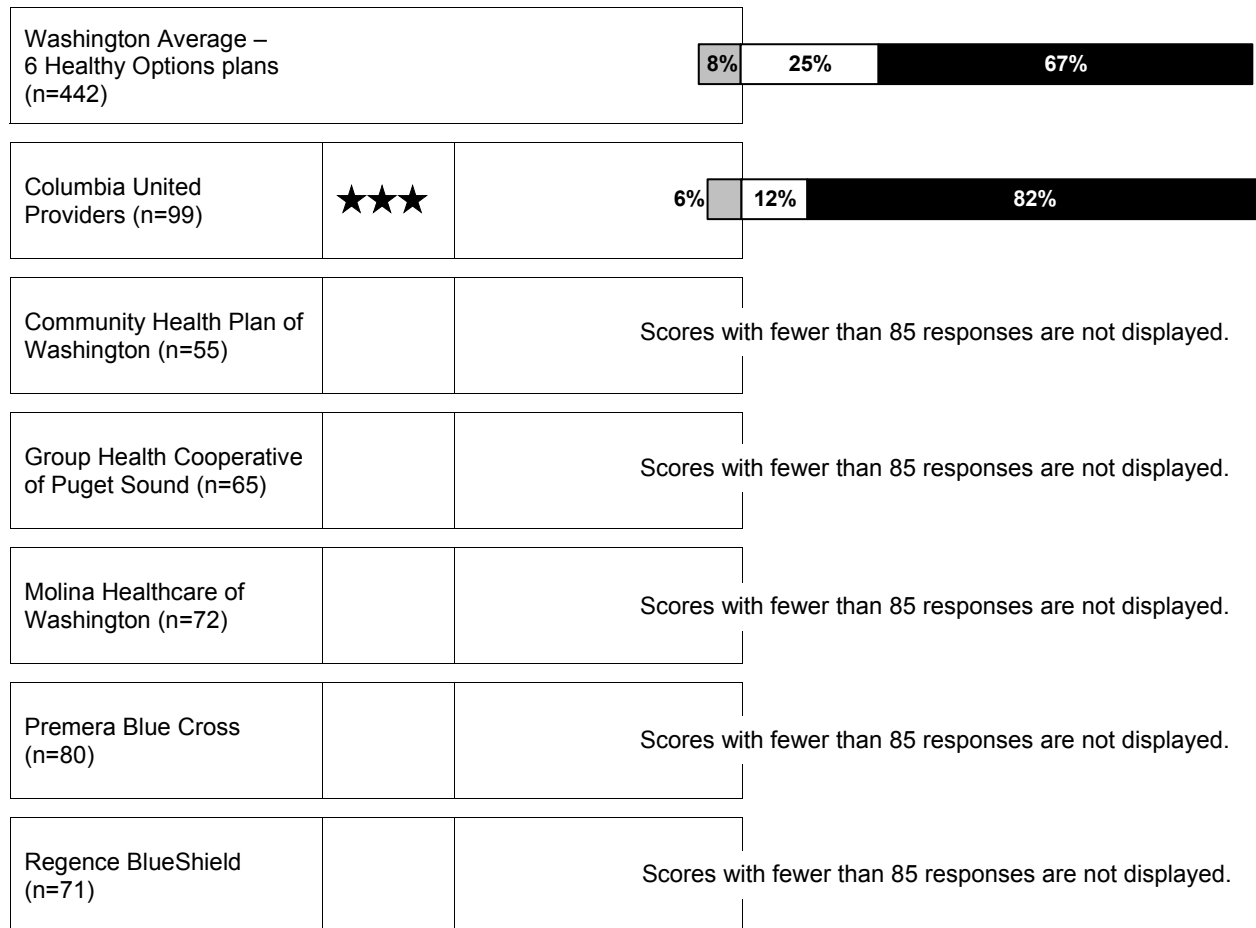 Washington Average –
6 Healthy Options plans
(n=442)
8% 25% 67%
Columbia United
Providers (n=99)
★★★
6% 12% 82%
Community Health Plan of
Washington (n=55)
Scores with fewer than 85 responses are not displayed.
Group Health Cooperative
of Puget Sound (n=65)
Scores with fewer than 85 responses are not displayed.
Molina Healthcare of
Washington (n=72)
Scores with fewer than 85 responses are not displayed.
Premera Blue Cross
(n=80)
Scores with fewer than 85 responses are not displayed.
Regence BlueShield
(n=71)
Scores with fewer than 85 responses are not displayed.